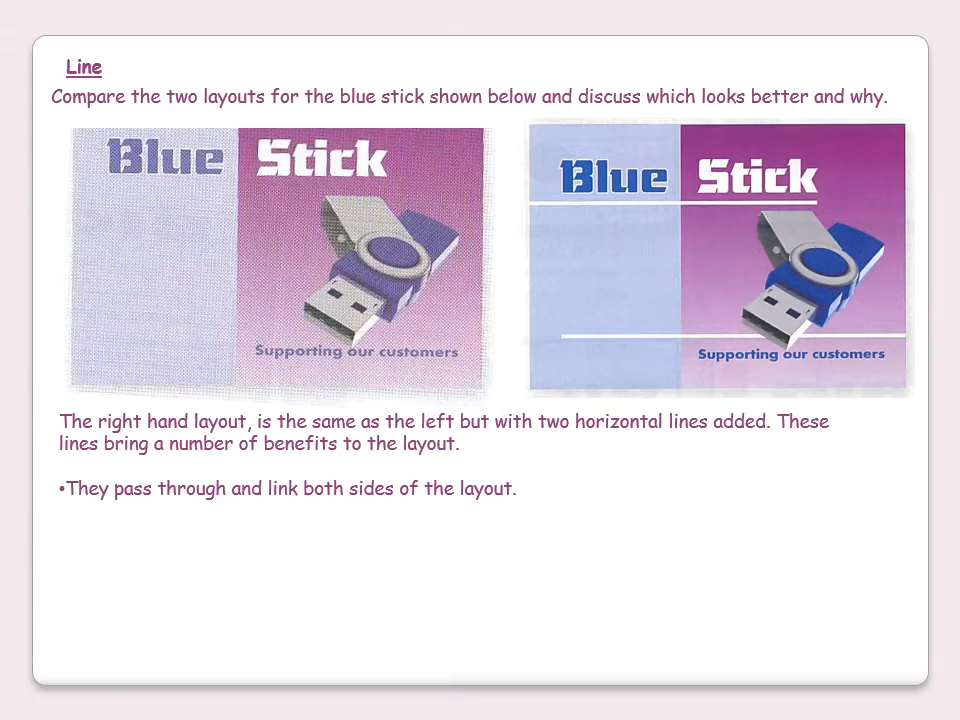 Line
Compare the two layouts for the blue stick shown below and discuss which looks better and why.
Blue Stick
Supporting our customers
Blue Stick
Supporting our customers
The right hand layout, is the same as the left but with two horizontal lines added. These
lines bring a number of benefits to the layout.
•They pass through and link both sides of the layout.